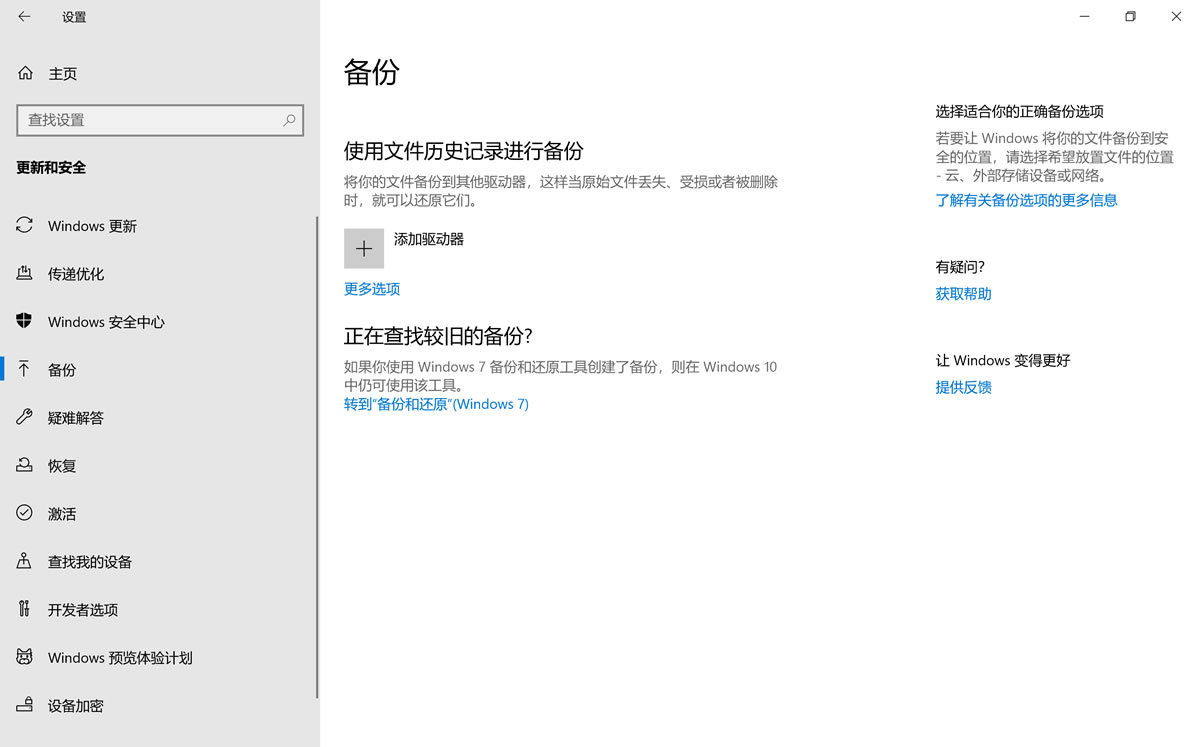 设置
主页
查找设置
更新和安全
Windows 更新
传递优化
Windows 安全中心
备份
疑难解答
恢复
激活
查找我的设备
开发者选项
Windows 预览体验计划
设备加密
备份
使用文件历史记录进行备份
将你的文件备份到其他驱动器，这样当原始文件丢失、受损或者被删除
时，就可以还原它们。
添加驱动器
更多选项
正在查找较旧的备份?
如果你使用 Windows 7 备份和还原工具创建了备份，则在 Windows 10
中仍可使用该工具。
转到"备份和还原"(Windows 7)
选择适合你的正确备份选项
若要让 Windows 将你的文件备份到安
全的位置，请选择希望放置文件的位置
- 云、外部存储设备或网络。
了解有关备份选项的更多信息
有疑问?
获取帮助
让 Windows 变得更好
提供反馈